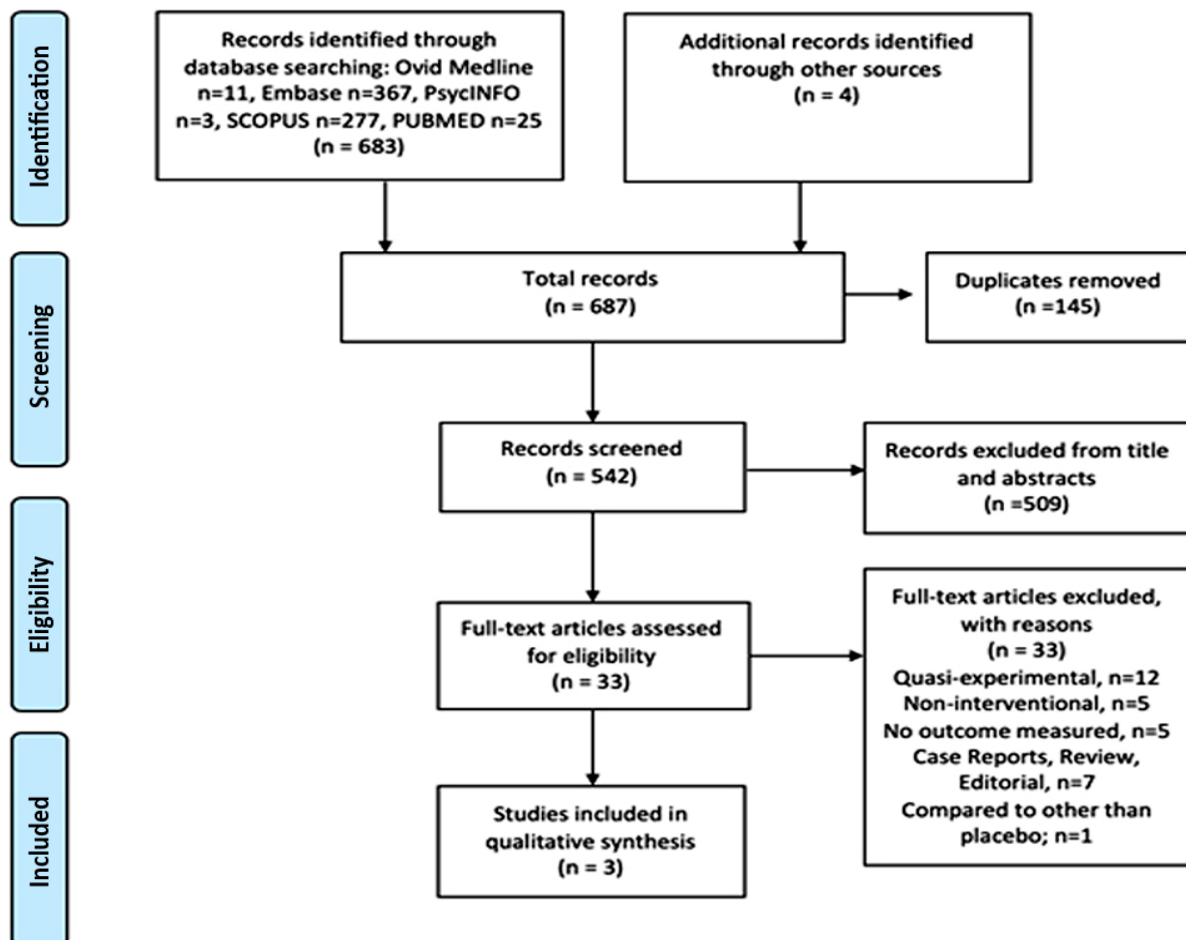 Identification
Records identified through
database searching: Ovid Medline
n=11, Embase n=367, PsycINFO
n=3, SCOPUS n=277, PUBMED n=25
(n = 683)
Additional records identified
through other sources
(n = 4)
Screening
Total records
(n = 687)
Duplicates removed
(n =145)
Records screened
(n = 542)
Records excluded from title
and abstracts
(n =509)
Eligibility
Full-text articles assessed
for eligibility
(n = 33)
Full-text articles excluded,
with reasons
(n = 33)
Quasi-experimental, n=12
Non-interventional, n=5
No outcome measured, n=5
Case Reports, Review,
Editorial, n=7
Compared to other than
placebo; n=1
Included
Studies included in
qualitative synthesis
(n = 3)